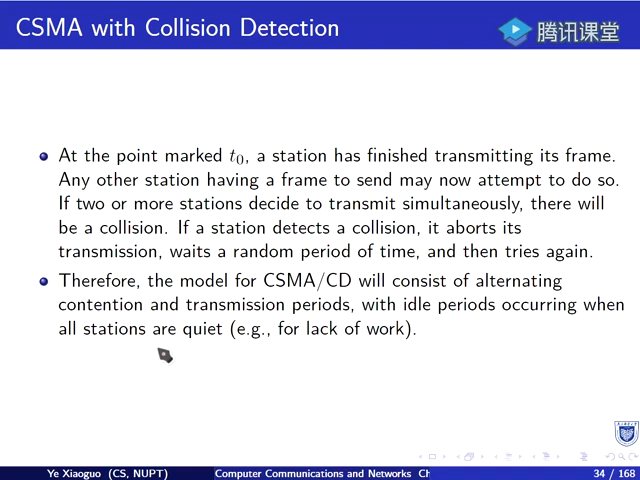 CSMA with Collision Detection
腾讯课堂
At the point marked t₀, a station has finished transmitting its frame.
Any other station having a frame to send may now attempt to do so.
If two or more stations decide to transmit simultaneously, there will
be a collision. If a station detects a collision, it aborts its
transmission, waits a random period of time, and then tries again.
Therefore, the model for CSMA/CD will consist of alternating
contention and transmission periods, with idle periods occurring when
all stations are quiet (e.g., for lack of work).
Ye Xiaoguo (CS, NUPT) Computer Communications and Networks Ch 34 / 168